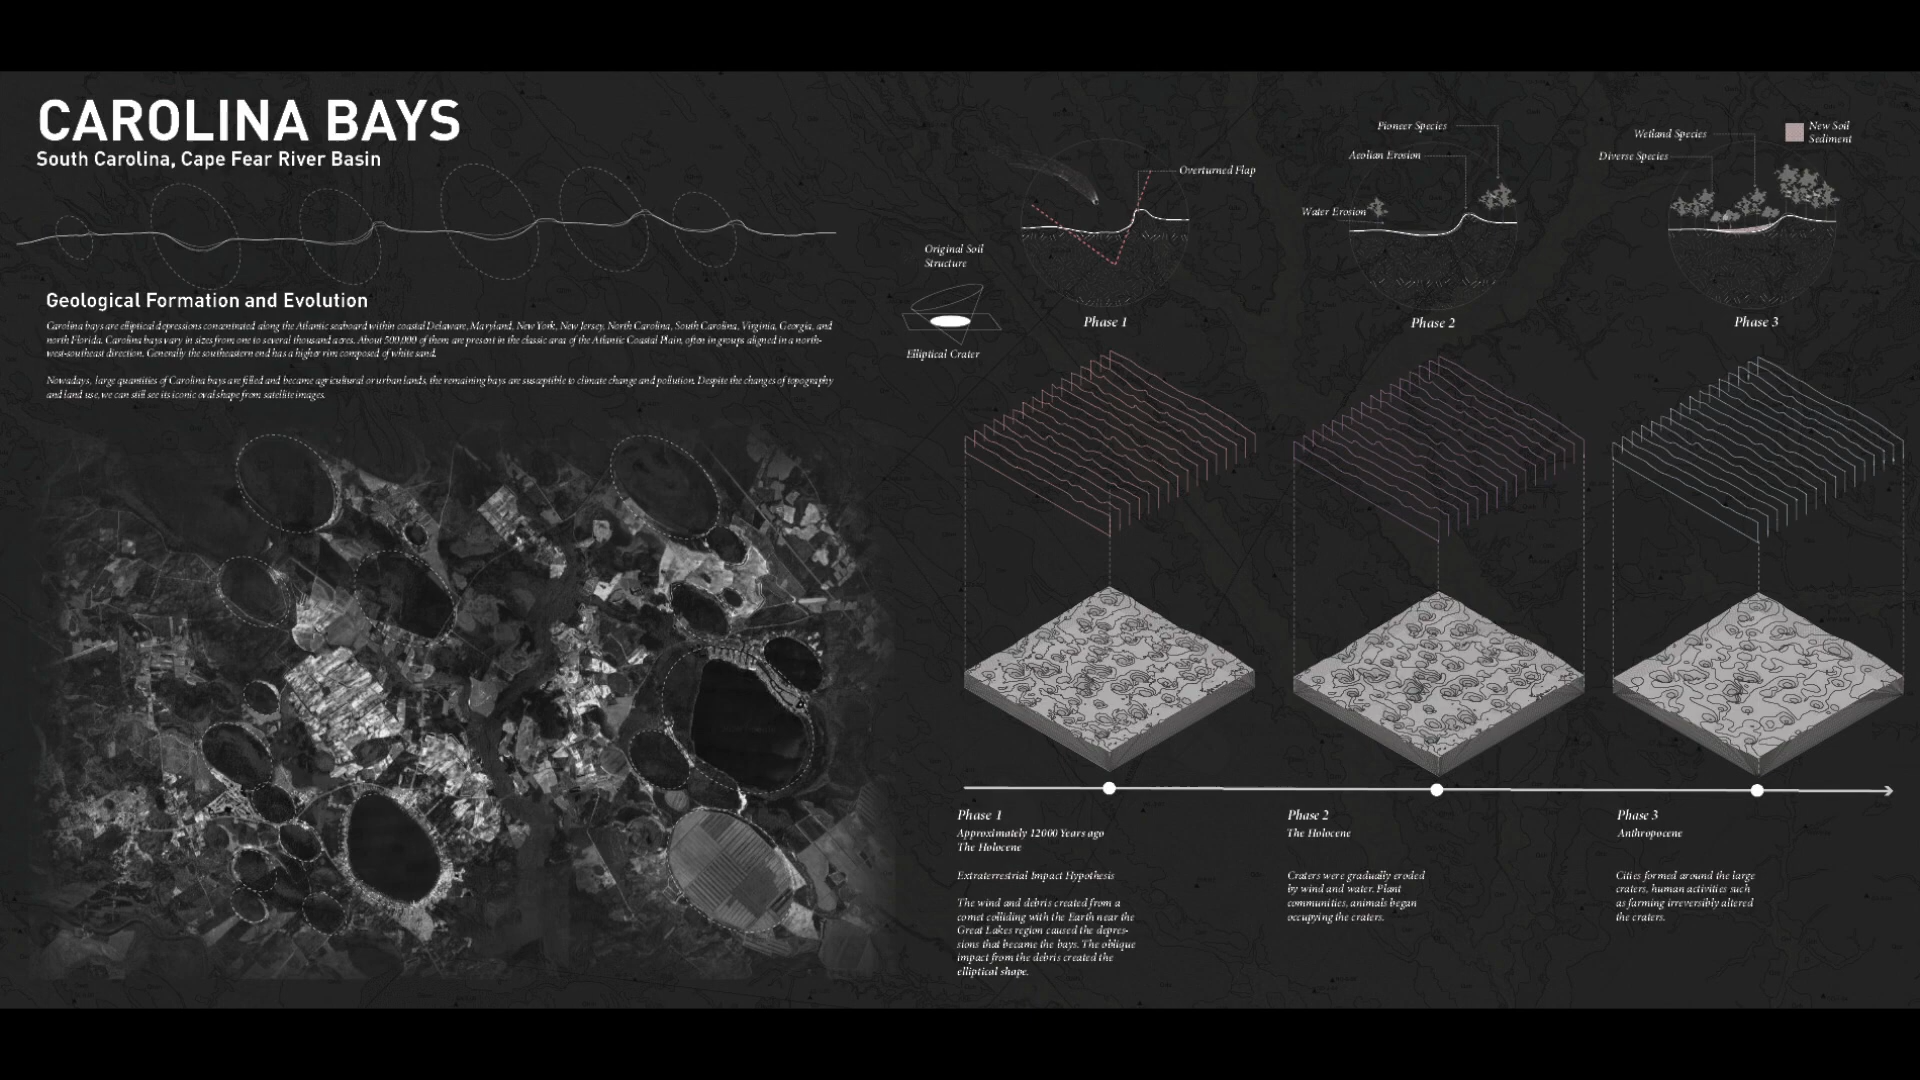 CAROLINA BAYS
South Carolina, Cape Fear River Basin
Geological Formation and Evolution
Carolina bays are elliptical depressions concentrated along the Atlantic seaboard within coastal Delaware, Maryland, New York, New Jersey, North Carolina, South Carolina, Virginia, Georgia, and
north Florida. Carolina bays vary in sizes from one to several thousand acres. About 500,000 of them are present in the classic area of the Atlantic Coastal Plain, often in groups aligned in a north-
west-southeast direction. Generally the southeastern end has a higher rim composed of white sand.
Nowadays, large quantities of Carolina bays are filled and became agricultural or urban lands, the remaining bays are susceptible to climate change and pollution. Despite the changes of topography
and land use, we can still see its iconic oval shape from satellite images.
Original Soil
Structure
Elliptical Crater
Overturned Flap
Phase 1
Pioneer Species
Aeolian Erosion
Water Erosion
Phase 2
Wetland Species
Diverse Species
New Soil
Sediment
Phase 3
Phase 1
Approximately 12000 Years ago
The Holocene
Extraterrestrial Impact Hypothesis
The wind and debris created from a
comet colliding with the Earth near the
Great Lakes region caused the depres-
sions that became the bays. The oblique
impact from the debris created the
elliptical shape.
Phase 2
The Holocene
Craters were gradually eroded
by wind and water. Plant
communities, animals began
occupying the craters.
Phase 3
Anthropocene
Cities formed around the large
craters, human activities such
as farming irreversibly altered
the craters.